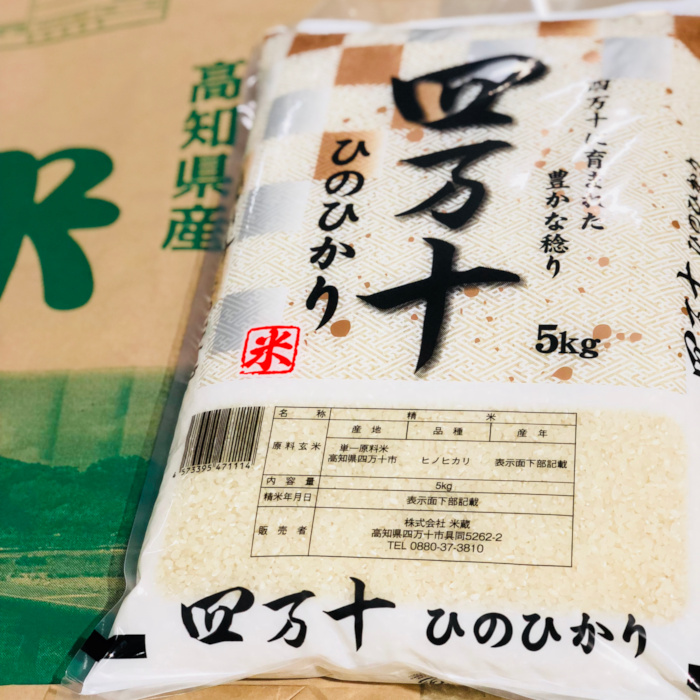 高知県産
四万十
ひのひかり
四万十に育まれた
豊かな稔り
米
5kg
4573395471114
名称 精米
産地 品種 産年
原料玄米 単一原料米
高知県四万十市 ヒノヒカリ 表示面下部記載
内容量 5kg
精米年月日 表示面下部記載
販売者 株式会社 米蔵
高知県四万十市具同5262-2
TEL 0880-37-3810
四万十 ひのひかり